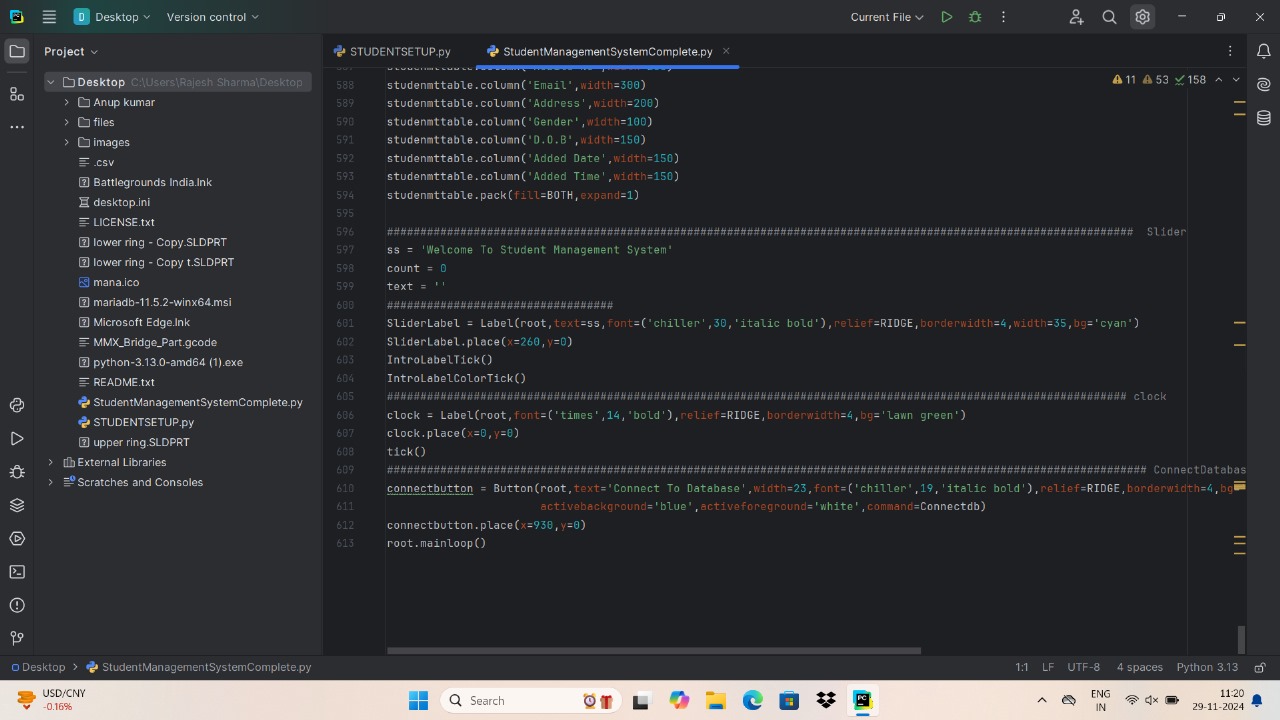 Desktop
Version control
Current File
Project
STUDENTSETUP.py
StudentManagementSystemComplete.py
Desktop C:\Users\Rajesh Sharma\Desktop
Anup kumar
files
images
.csv
Battlegrounds India.lnk
desktop.ini
LICENSE.txt
lower ring - Copy.SLDPRT
lower ring - Copy t.SLDPRT
mana.ico
mariadb-11.5.2-winx64.msi
Microsoft Edge.lnk
MMX_Bridge_Part.gcode
python-3.13.0-amd64 (1).exe
README.txt
StudentManagementSystemComplete.py
STUDENTSETUP.py
upper ring.SLDPRT
External Libraries
Scratches and Consoles
11 53 158
588 studenmttable.column('Email',width=300)
589 studenmttable.column('Address',width=200)
590 studenmttable.column('Gender',width=100)
591 studenmttable.column('D.O.B',width=150)
592 studenmttable.column('Added Date',width=150)
593 studenmttable.column('Added Time',width=150)
594 studenmttable.pack(fill=BOTH,expand=1)
595
596 ################################################################################################################ Slider
597 ss = 'Welcome To Student Management System'
598 count = 0
599 text = ''
600 ##################################
601 SliderLabel = Label(root,text=ss,font=('chiller',30,'italic bold'),relief=RIDGE,borderwidth=4,width=35,bg='cyan')
602 SliderLabel.place(x=260,y=0)
603 IntroLabelTick()
604 IntroLabelColorTick()
605 ############################################################################################################### clock
606 clock = Label(root,font=('times',14,'bold'),relief=RIDGE,borderwidth=4,bg='lawn green')
607 clock.place(x=0,y=0)
608 tick()
609 ################################################################################################################## ConnectDatabas
610 connectbutton = Button(root,text='Connect To Database',width=23,font=('chiller',19,'italic bold'),relief=RIDGE,borderwidth=4,bg
611 activebackground='blue',activeforeground='white',command=Connectdb)
612 connectbutton.place(x=930,y=0)
613 root.mainloop()
Desktop > StudentManagementSystemComplete.py
1:1 LF UTF-8 4 spaces Python 3.13
USD/CNY
-0.16%
Search
ENG
IN
11:20
29-11-2024